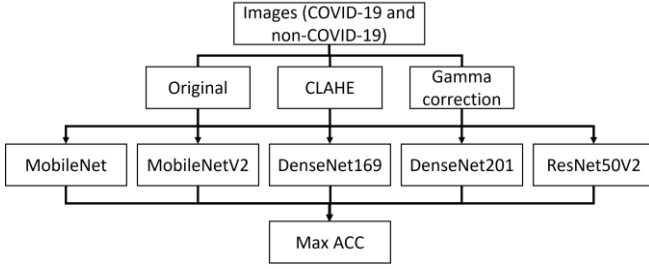 Images (COVID-19 and
non-COVID-19)
Original
CLAHE
Gamma
correction
MobileNet
MobileNetV2
DenseNet169
DenseNet201
ResNet50V2
Max ACC